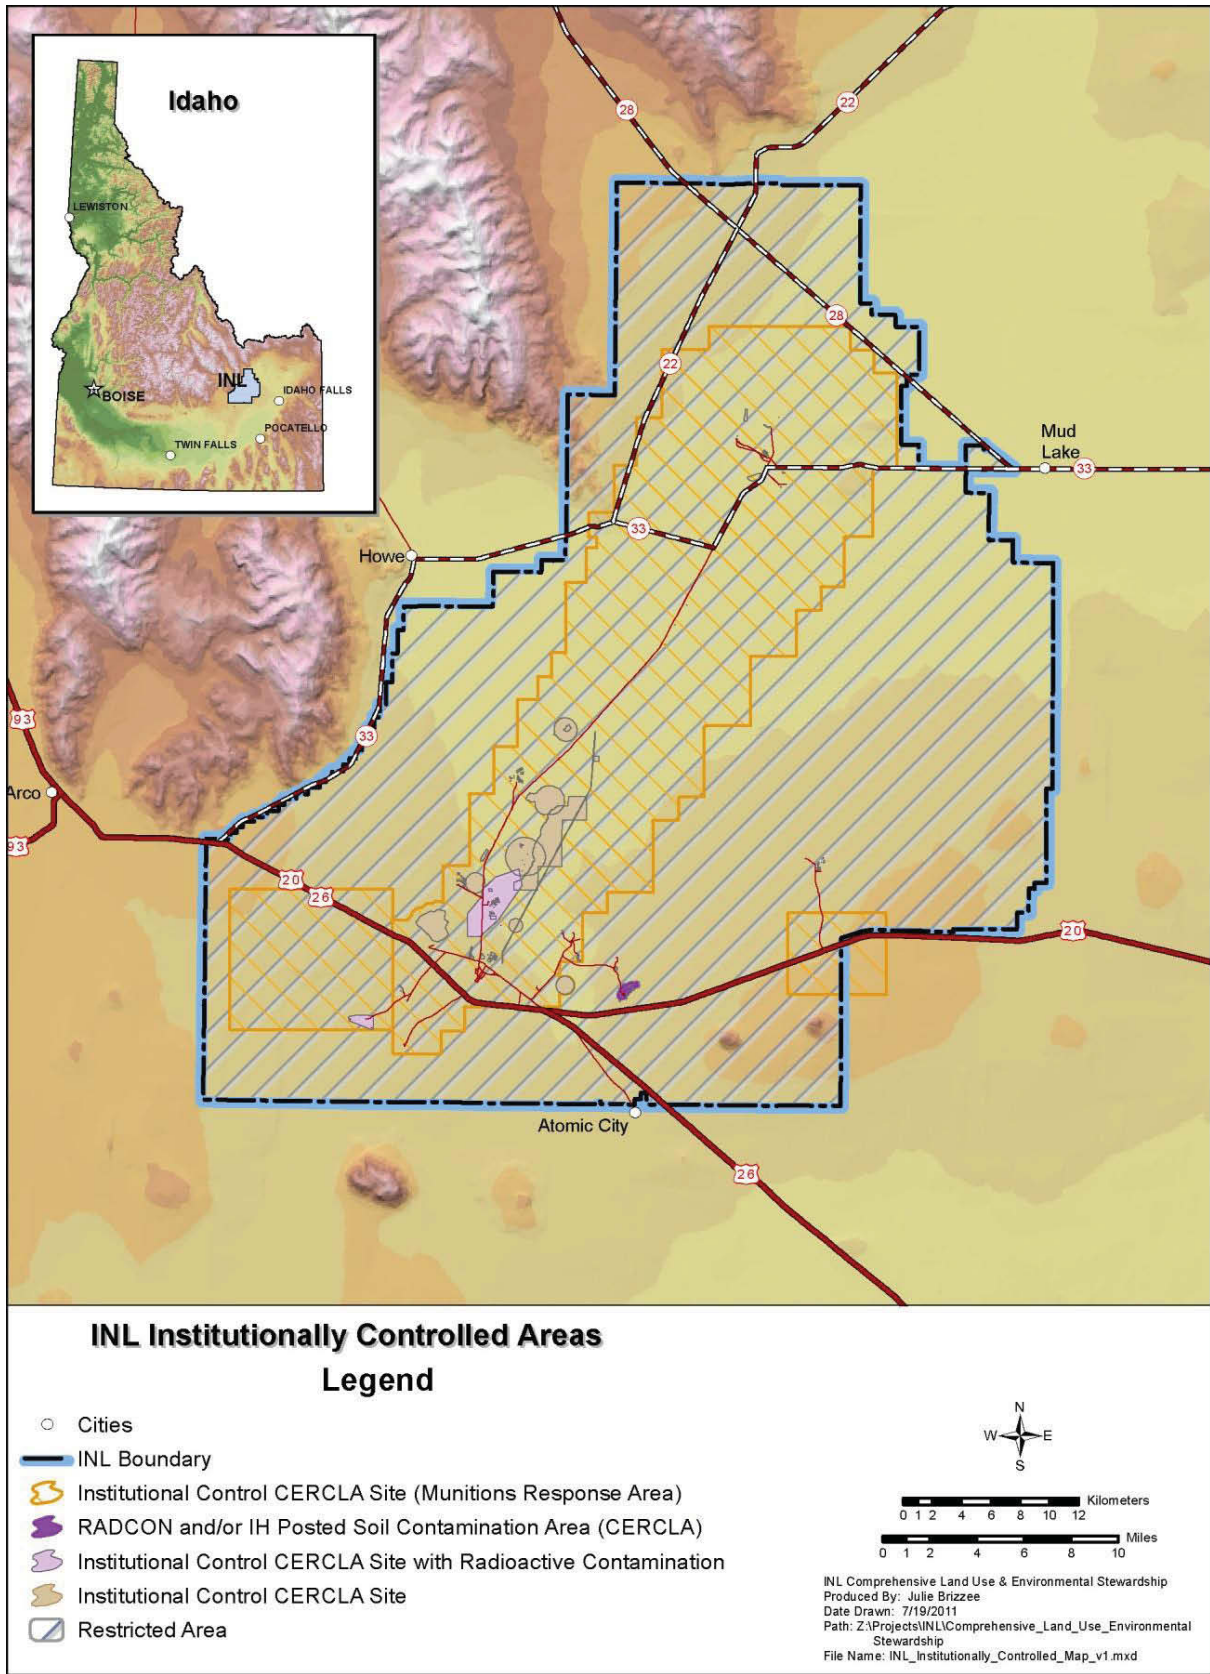 Idaho
LEWISTON
BOISE
INL
IDAHO FALLS
POCATELLO
TWIN FALLS
28
22
28
22
Mud
Lake
33
33
Howe
93
33
Arco
93
20
26
20
Atomic City
26
INL Institutionally Controlled Areas
Legend
Cities
INL Boundary
Institutional Control CERCLA Site (Munitions Response Area)
RADCON and/or IH Posted Soil Contamination Area (CERCLA)
Institutional Control CERCLA Site with Radioactive Contamination
Institutional Control CERCLA Site
Restricted Area
N
W E
S
Kilometers
0 1 2 4 6 8 10 12
Miles
0 1 2 4 6 8 10
INL Comprehensive Land Use & Environmental Stewardship
Produced By: Julie Brizzee
Date Drawn: 7/19/2011
Path: Z:\Projects\INL\Comprehensive_Land_Use_Environmental
Stewardship
File Name: INL_Institutionally_Controlled_Map_v1.mxd